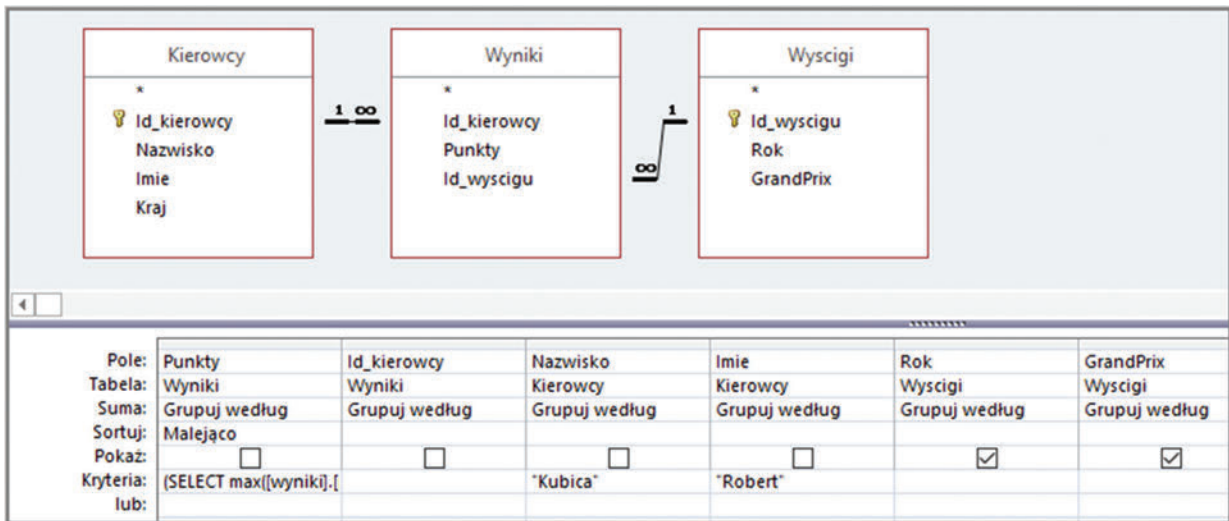 Kierowcy Wyniki Wyscigi
* * *
Id_kierowcy 1 ∞ Id_kierowcy 1 Id_wyscigu
Nazwisko Punkty Rok
Imie Id_wyscigu ∞ GrandPrix
Kraj
Pole: Punkty Id_kierowcy Nazwisko Imie Rok GrandPrix
Tabela: Wyniki Wyniki Kierowcy Kierowcy Wyscigi Wyscigi
Suma: Grupuj według Grupuj według Grupuj według Grupuj według Grupuj według Grupuj według
Sortuj: Malejąco
Pokaż:
Kryteria: (SELECT max([wyniki].[ "Kubica" "Robert"
lub: